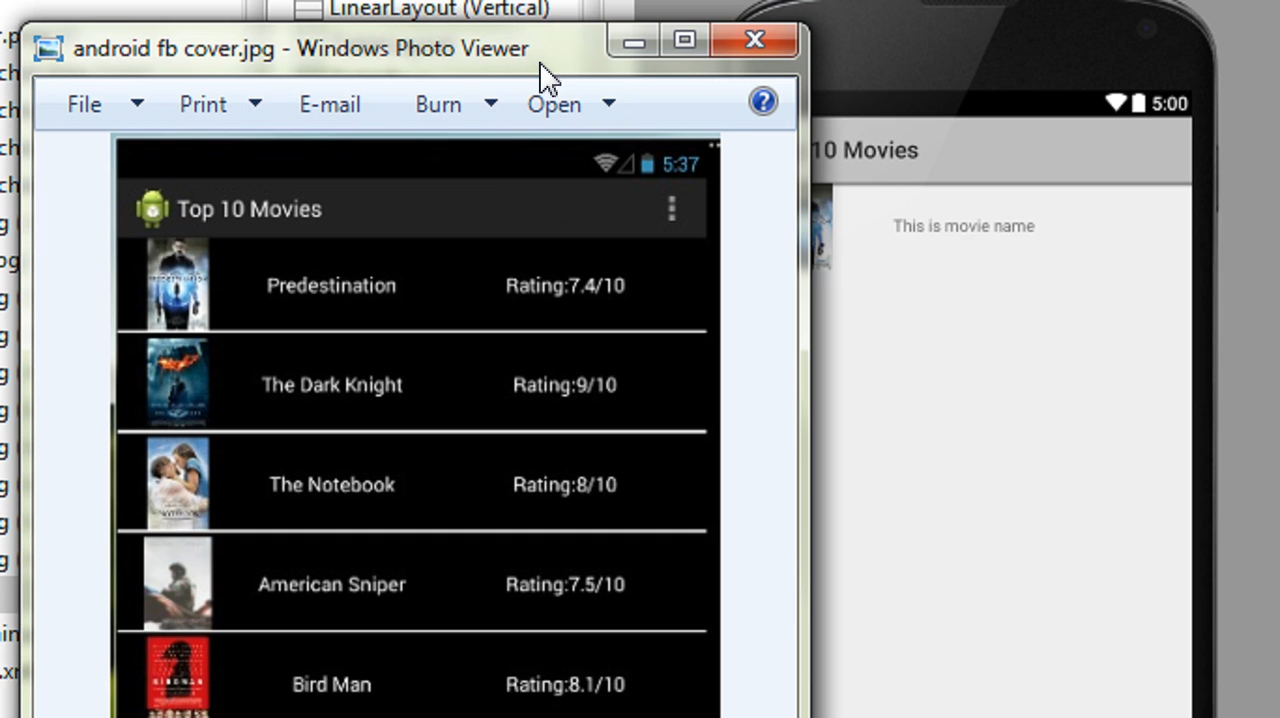 LinearLayout (Vertical)
android fb cover.jpg - Windows Photo Viewer
File Print E-mail Burn Open
5:00
10 Movies
This is movie name
5:37
Top 10 Movies
Predestination Rating:7.4/10
The Dark Knight Rating:9/10
The Notebook Rating:8/10
American Sniper Rating:7.5/10
Bird Man Rating:8.1/10